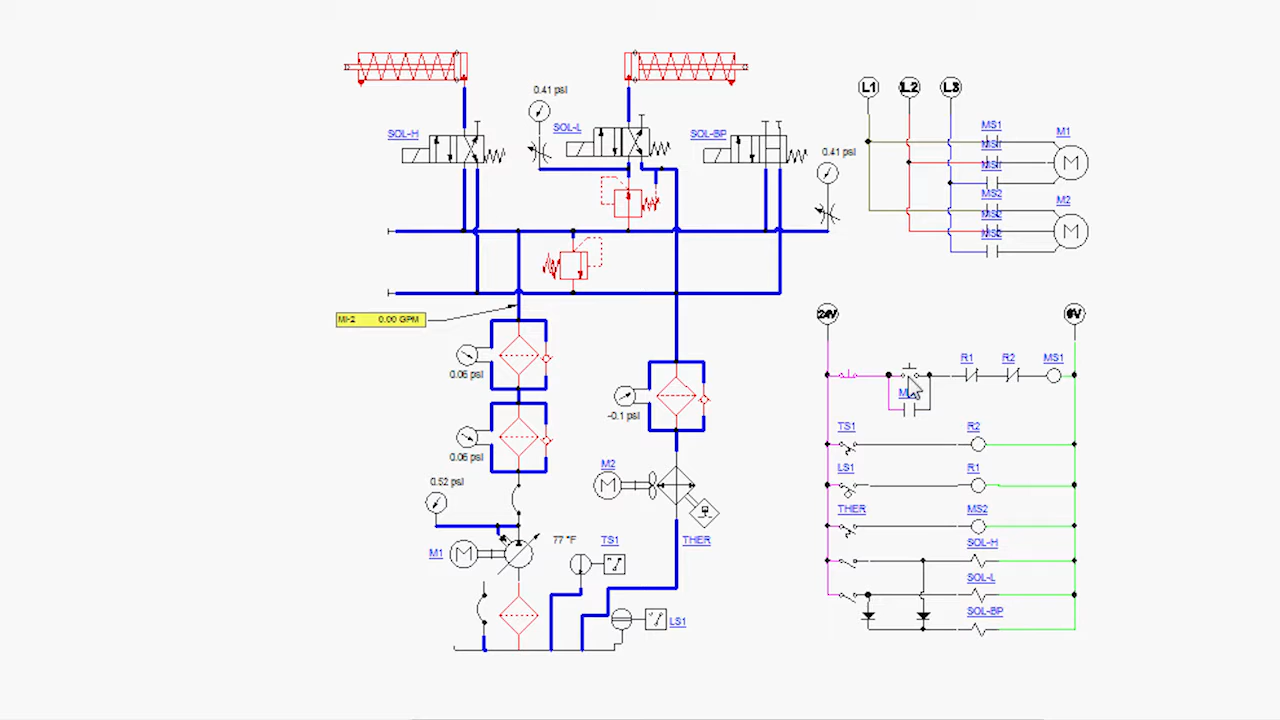 0.41 psi
SOL-H
SOL-L
SOL-BP
0.41 psi
MI-2 0.00 GPM
0.06 psi
0.06 psi
0.52 psi
M1
M
77 °F
TS1
LS1
-0.1 psi
M2
M
THER
L1
L2
L3
MS1
MS1
MS1
M1
M
MS2
MS2
MS2
M2
M
24V
0V
R1
R2
MS1
TS1
R2
LS1
R1
THER
MS2
SOL-H
SOL-L
SOL-BP